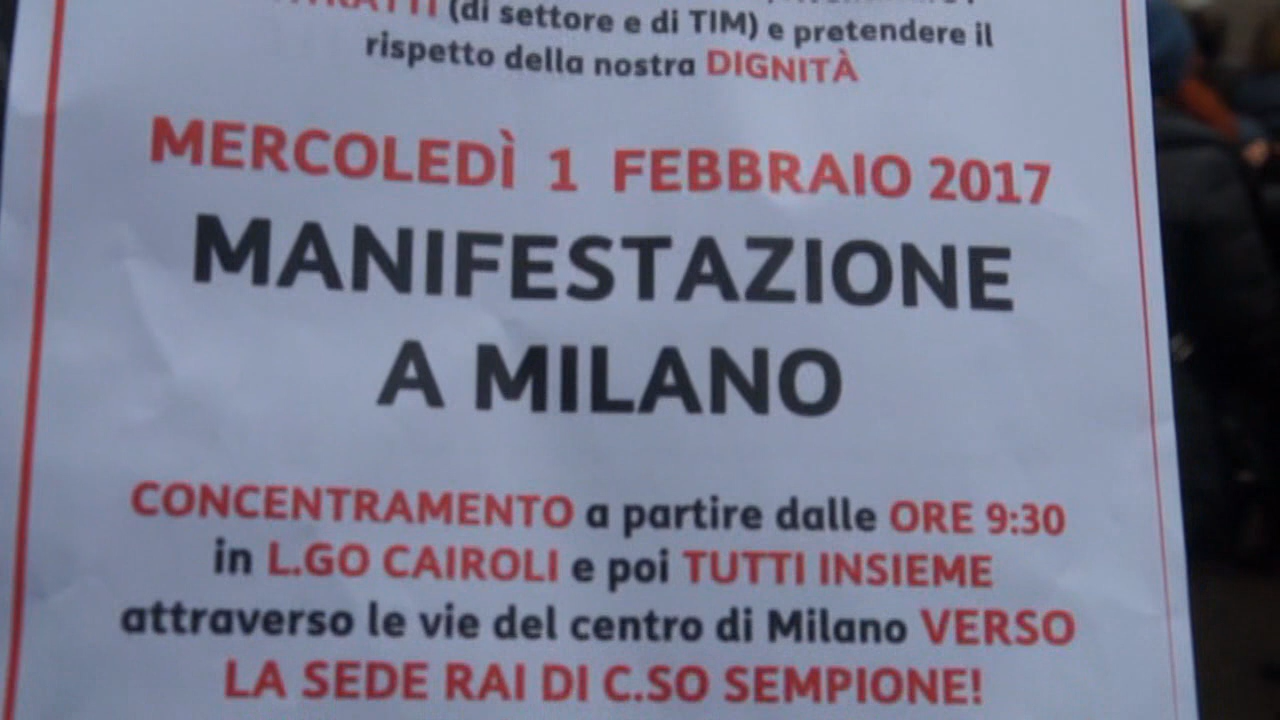 (di settore e di TIM) e pretendere il
rispetto della nostra DIGNITÀ
MERCOLEDÌ 1 FEBBRAIO 2017
MANIFESTAZIONE
A MILANO
CONCENTRAMENTO a partire dalle ORE 9:30
in L.GO CAIROLI e poi TUTTI INSIEME
attraverso le vie del centro di Milano VERSO
LA SEDE RAI DI C.SO SEMPIONE!